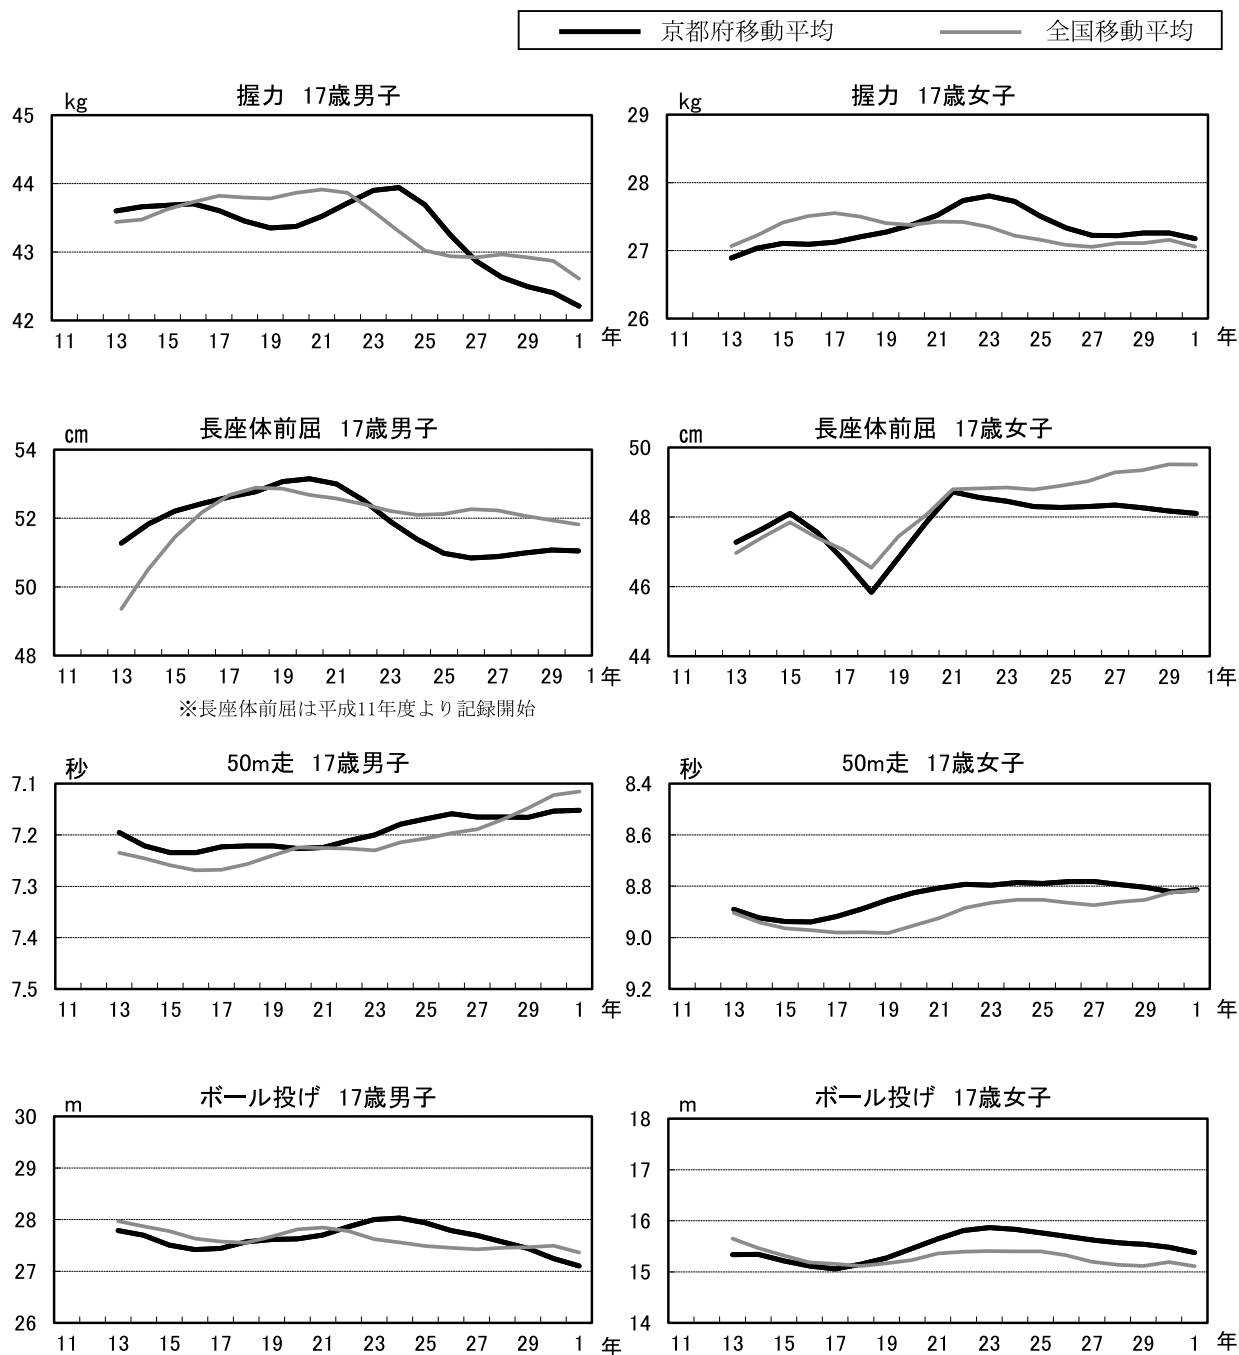 京都府移動平均 全国移動平均
握力 17歳男子
kg
45
44
43
42
11 13 15 17 19 21 23 25 27 29 1 年
握力 17歳女子
kg
29
28
27
26
11 13 15 17 19 21 23 25 27 29 1 年
長座体前屈 17歳男子
cm
54
52
50
48
11 13 15 17 19 21 23 25 27 29 1 年
※長座体前屈は平成11年度より記録開始
長座体前屈 17歳女子
cm
50
48
46
44
11 13 15 17 19 21 23 25 27 29 1年
50m走 17歳男子
秒
7.1
7.2
7.3
7.4
7.5
11 13 15 17 19 21 23 25 27 29 1 年
50m走 17歳女子
秒
8.4
8.6
8.8
9.0
9.2
11 13 15 17 19 21 23 25 27 29 1 年
ボール投げ 17歳男子
m
30
29
28
27
26
11 13 15 17 19 21 23 25 27 29 1 年
ボール投げ 17歳女子
m
18
17
16
15
14
11 13 15 17 19 21 23 25 27 29 1 年